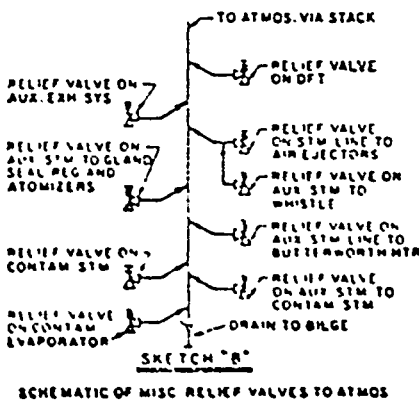 TO ATMOS. VIA STACK
RELIEF VALVE
ON DFT
RELIEF VALVE ON
AUX. EXH SYS
RELIEF VALVE
ON STM LINE TO
AIR EJECTORS
RELIEF VALVE ON
AUX STM TO GLAND
SEAL REG AND
ATOMIZERS
RELIEF VALVE ON
AUX STM TO
WHISTLE
RELIEF VALVE ON
AUX STM LINE TO
BUTTERWORTH HTR
RELIEF VALVE ON
CONTAM STM
RELIEF VALVE
ON AUX STM TO
CONTAM STM
RELIEF VALVE
ON CONTAM
EVAPORATOR
DRAIN TO BILGE
SKETCH "B"
SCHEMATIC OF MISC RELIEF VALVES TO ATMOS